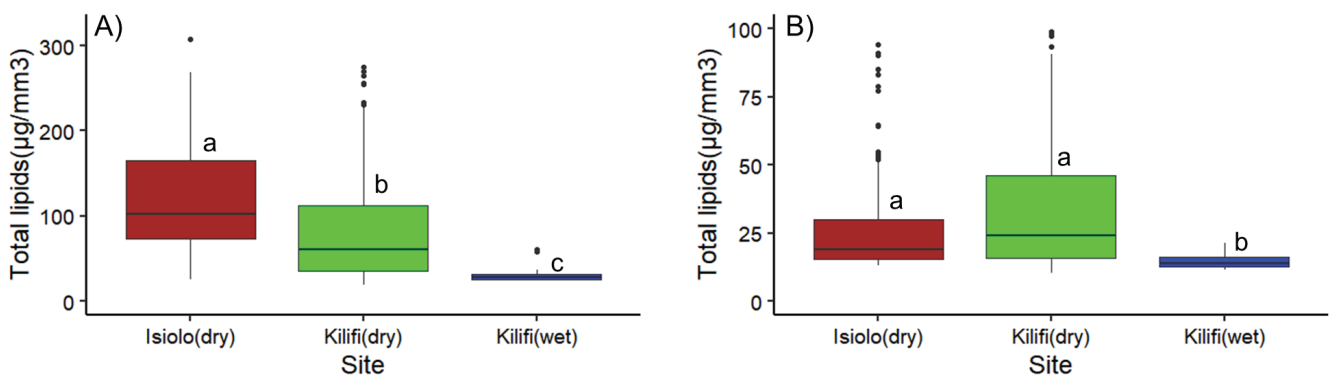 A)
Total lipids(µg/mm3)
300
200
100
0
a
b
c
Isiolo(dry) Kilifi(dry) Kilifi(wet)
Site
B)
Total lipids(µg/mm3)
100
75
50
25
0
a
a
b
Isiolo(dry) Kilifi(dry) Kilifi(wet)
Site